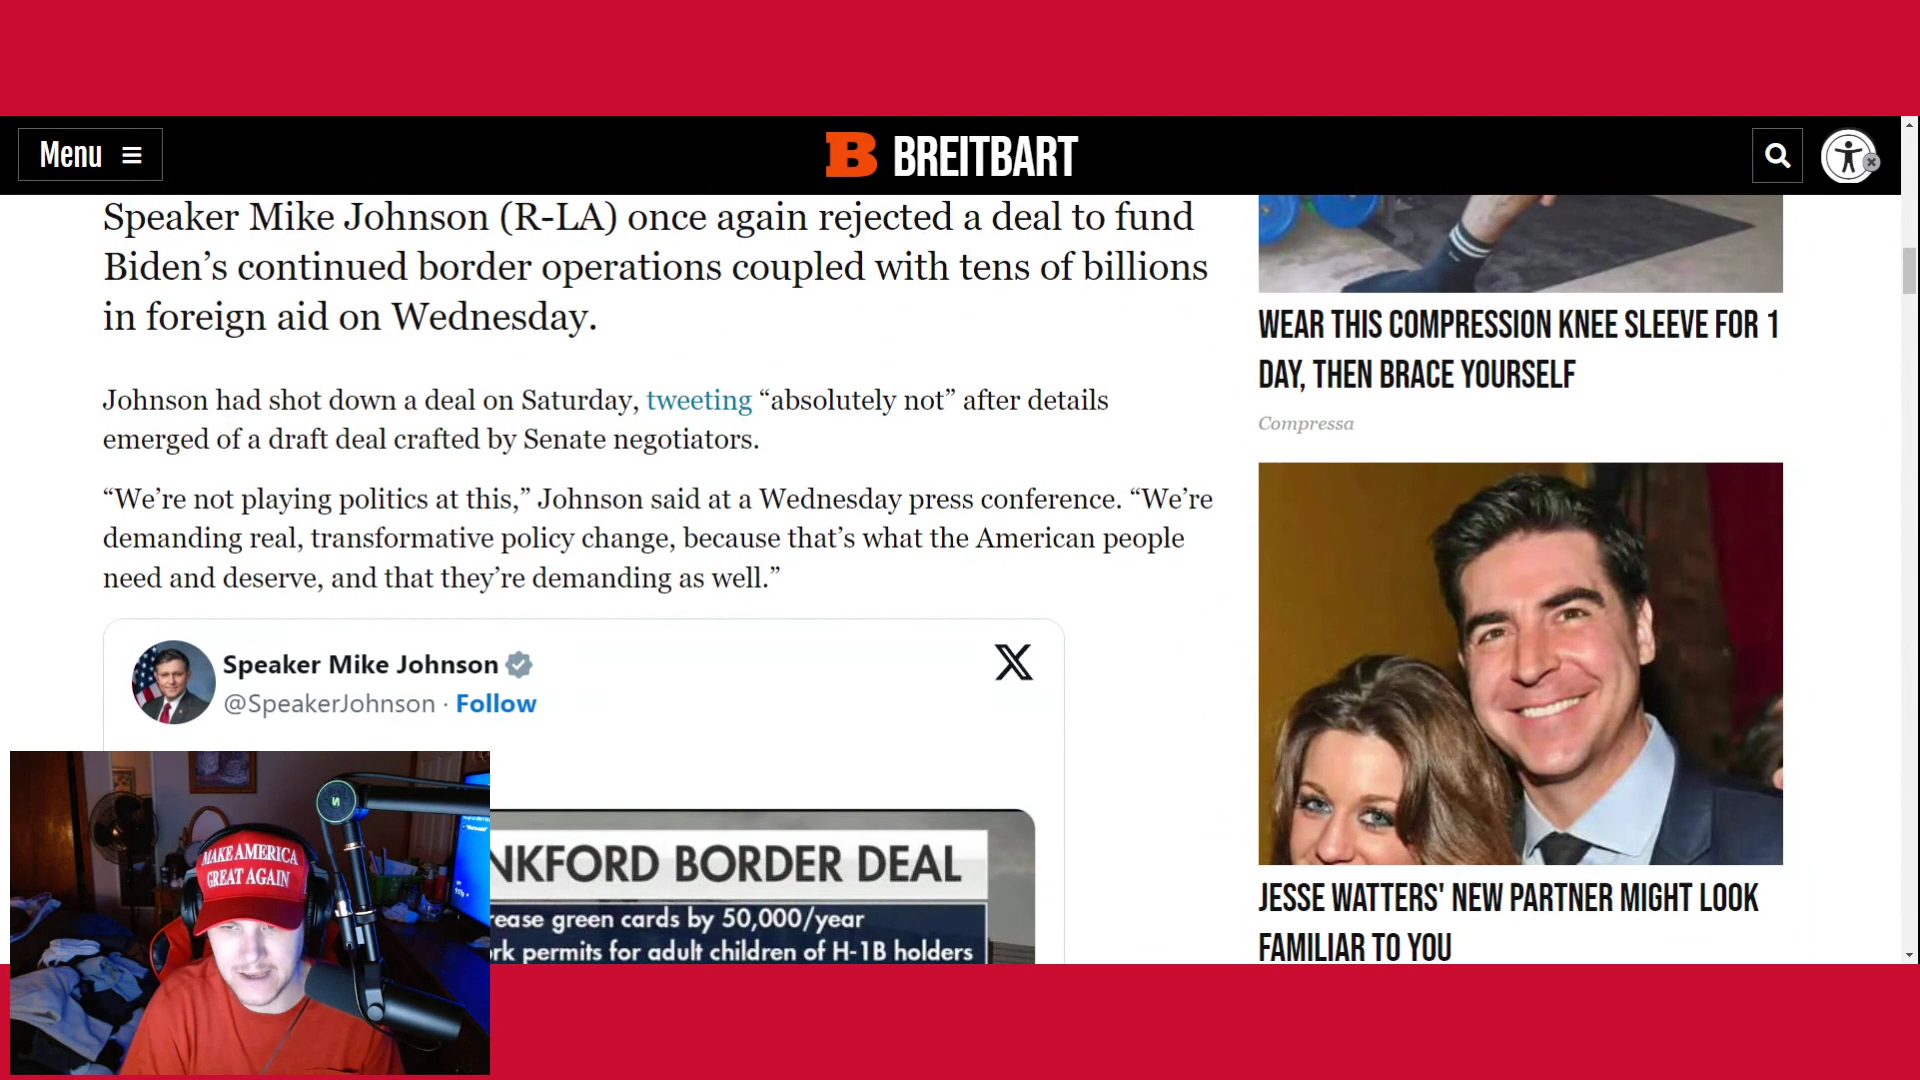 Menu
BREITBART
Speaker Mike Johnson (R-LA) once again rejected a deal to fund
Biden’s continued border operations coupled with tens of billions
in foreign aid on Wednesday.
Johnson had shot down a deal on Saturday, tweeting “absolutely not” after details
emerged of a draft deal crafted by Senate negotiators.
“We’re not playing politics at this,” Johnson said at a Wednesday press conference. “We’re
demanding real, transformative policy change, because that’s what the American people
need and deserve, and that they’re demanding as well.”
Speaker Mike Johnson
@SpeakerJohnson · Follow
NKFORD BORDER DEAL
rease green cards by 50,000/year
rk permits for adult children of H-1B holders
MAKE AMERICA
GREAT AGAIN
WEAR THIS COMPRESSION KNEE SLEEVE FOR 1
DAY, THEN BRACE YOURSELF
Compressa
JESSE WATTERS' NEW PARTNER MIGHT LOOK
FAMILIAR TO YOU